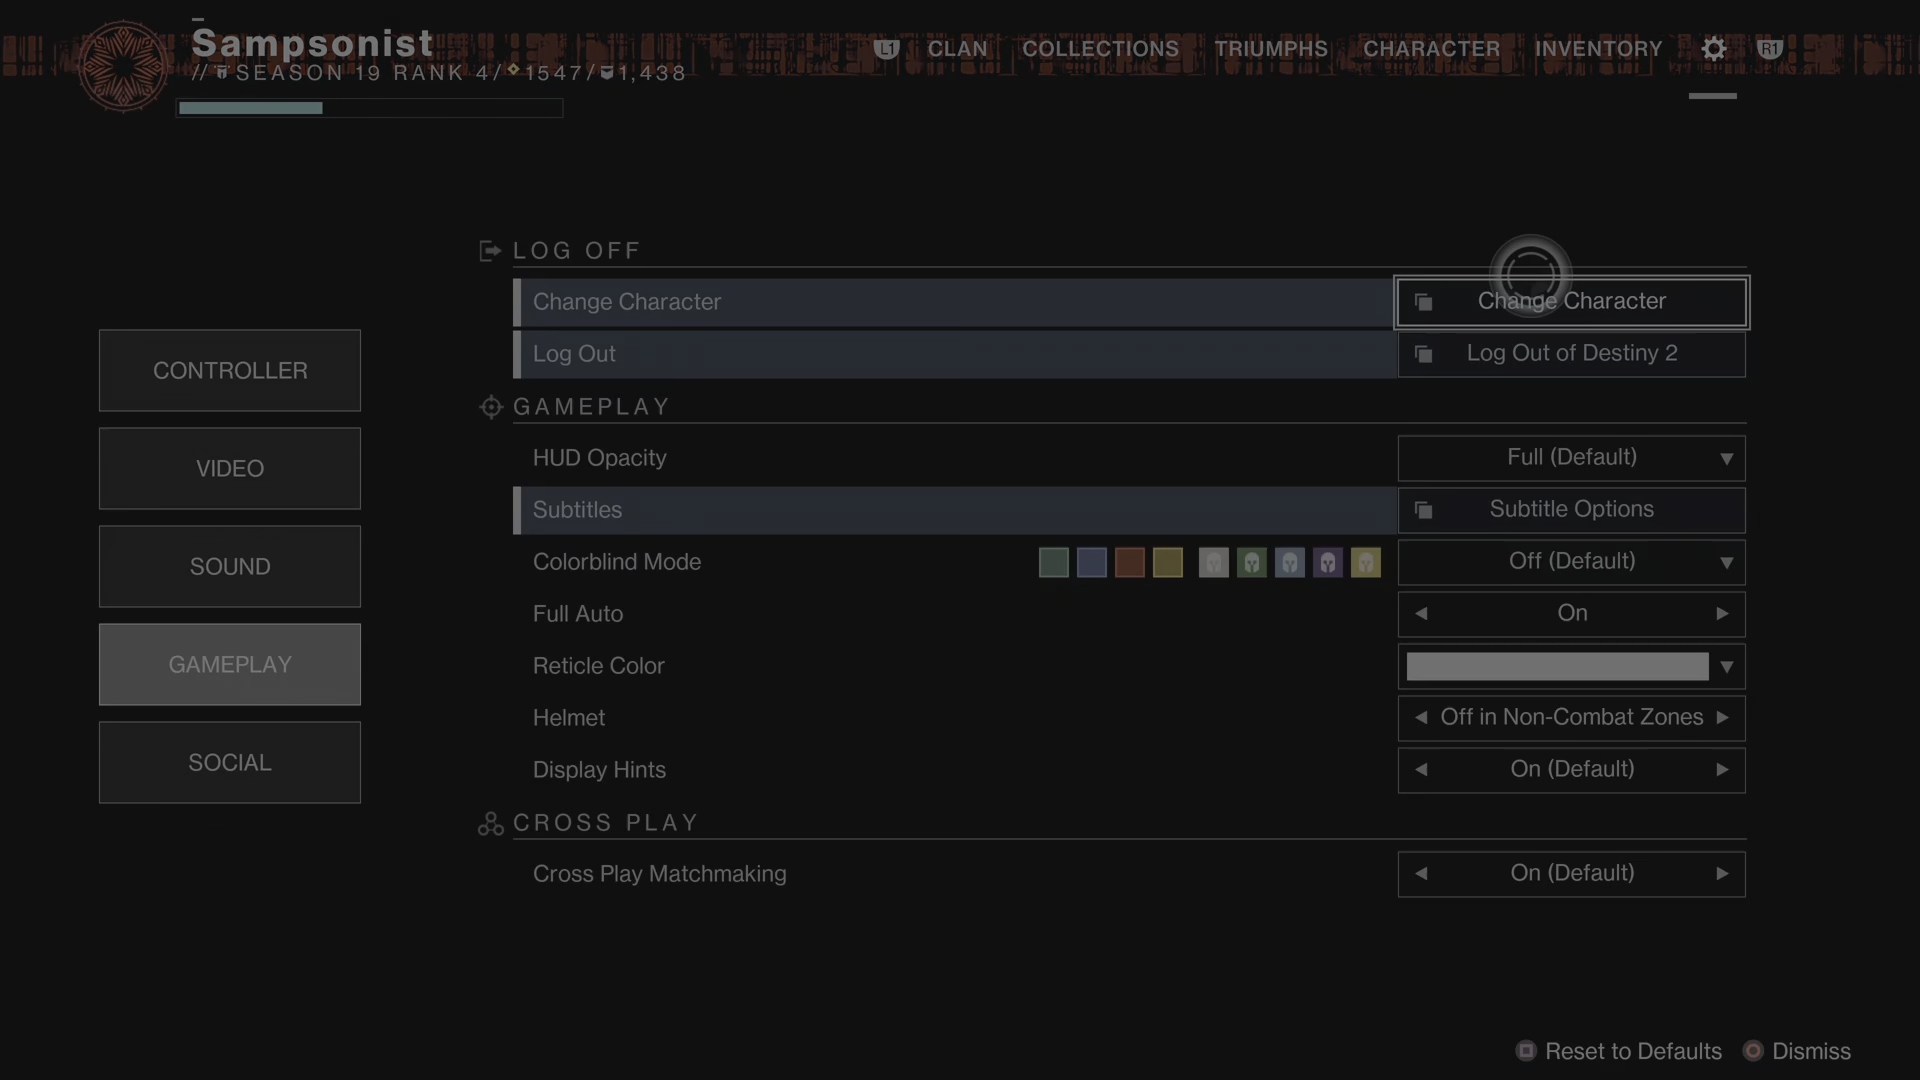 Sampsonist
// SEASON 19 RANK 4/ 1547/ 1,438
L1 CLAN COLLECTIONS TRIUMPHS CHARACTER INVENTORY R1
LOG OFF
Change Character Change Character
Log Out Log Out of Destiny 2
GAMEPLAY
HUD Opacity Full (Default)
Subtitles Subtitle Options
Colorblind Mode Off (Default)
Full Auto On
Reticle Color
Helmet Off in Non-Combat Zones
Display Hints On (Default)
CROSS PLAY
Cross Play Matchmaking On (Default)
CONTROLLER
VIDEO
SOUND
GAMEPLAY
SOCIAL
Reset to Defaults Dismiss